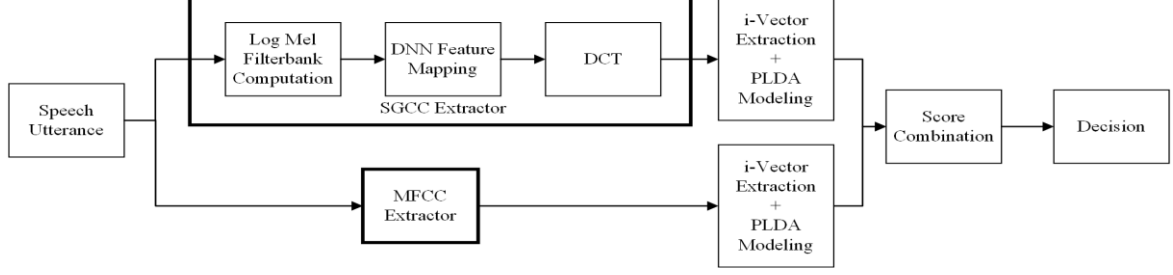 Speech
Utterance
Log Mel
Filterbank
Computation
DNN Feature
Mapping
DCT
SGCC Extractor
i-Vector
Extraction
+
PLDA
Modeling
MFCC
Extractor
i-Vector
Extraction
+
PLDA
Modeling
Score
Combination
Decision